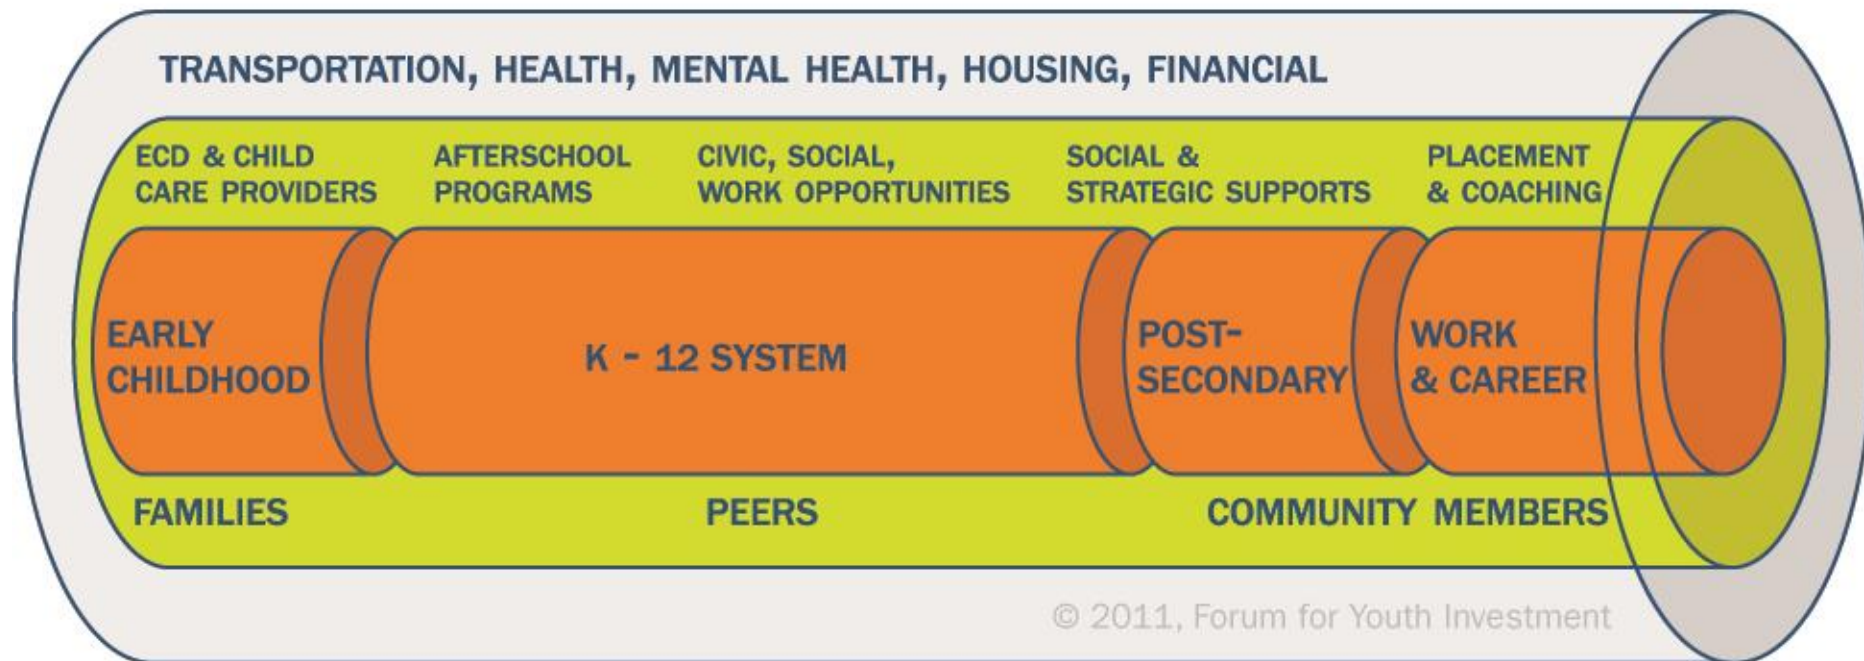 TRANSPORTATION, HEALTH, MENTAL HEALTH, HOUSING, FINANCIAL
ECD & CHILD
CARE PROVIDERS
AFTERSCHOOL
PROGRAMS
CIVIC, SOCIAL,
WORK OPPORTUNITIES
SOCIAL &
STRATEGIC SUPPORTS
PLACEMENT
& COACHING
EARLY
CHILDHOOD
K - 12 SYSTEM
POST-
SECONDARY
WORK
& CAREER
FAMILIES
PEERS
COMMUNITY MEMBERS
© 2011, Forum for Youth Investment